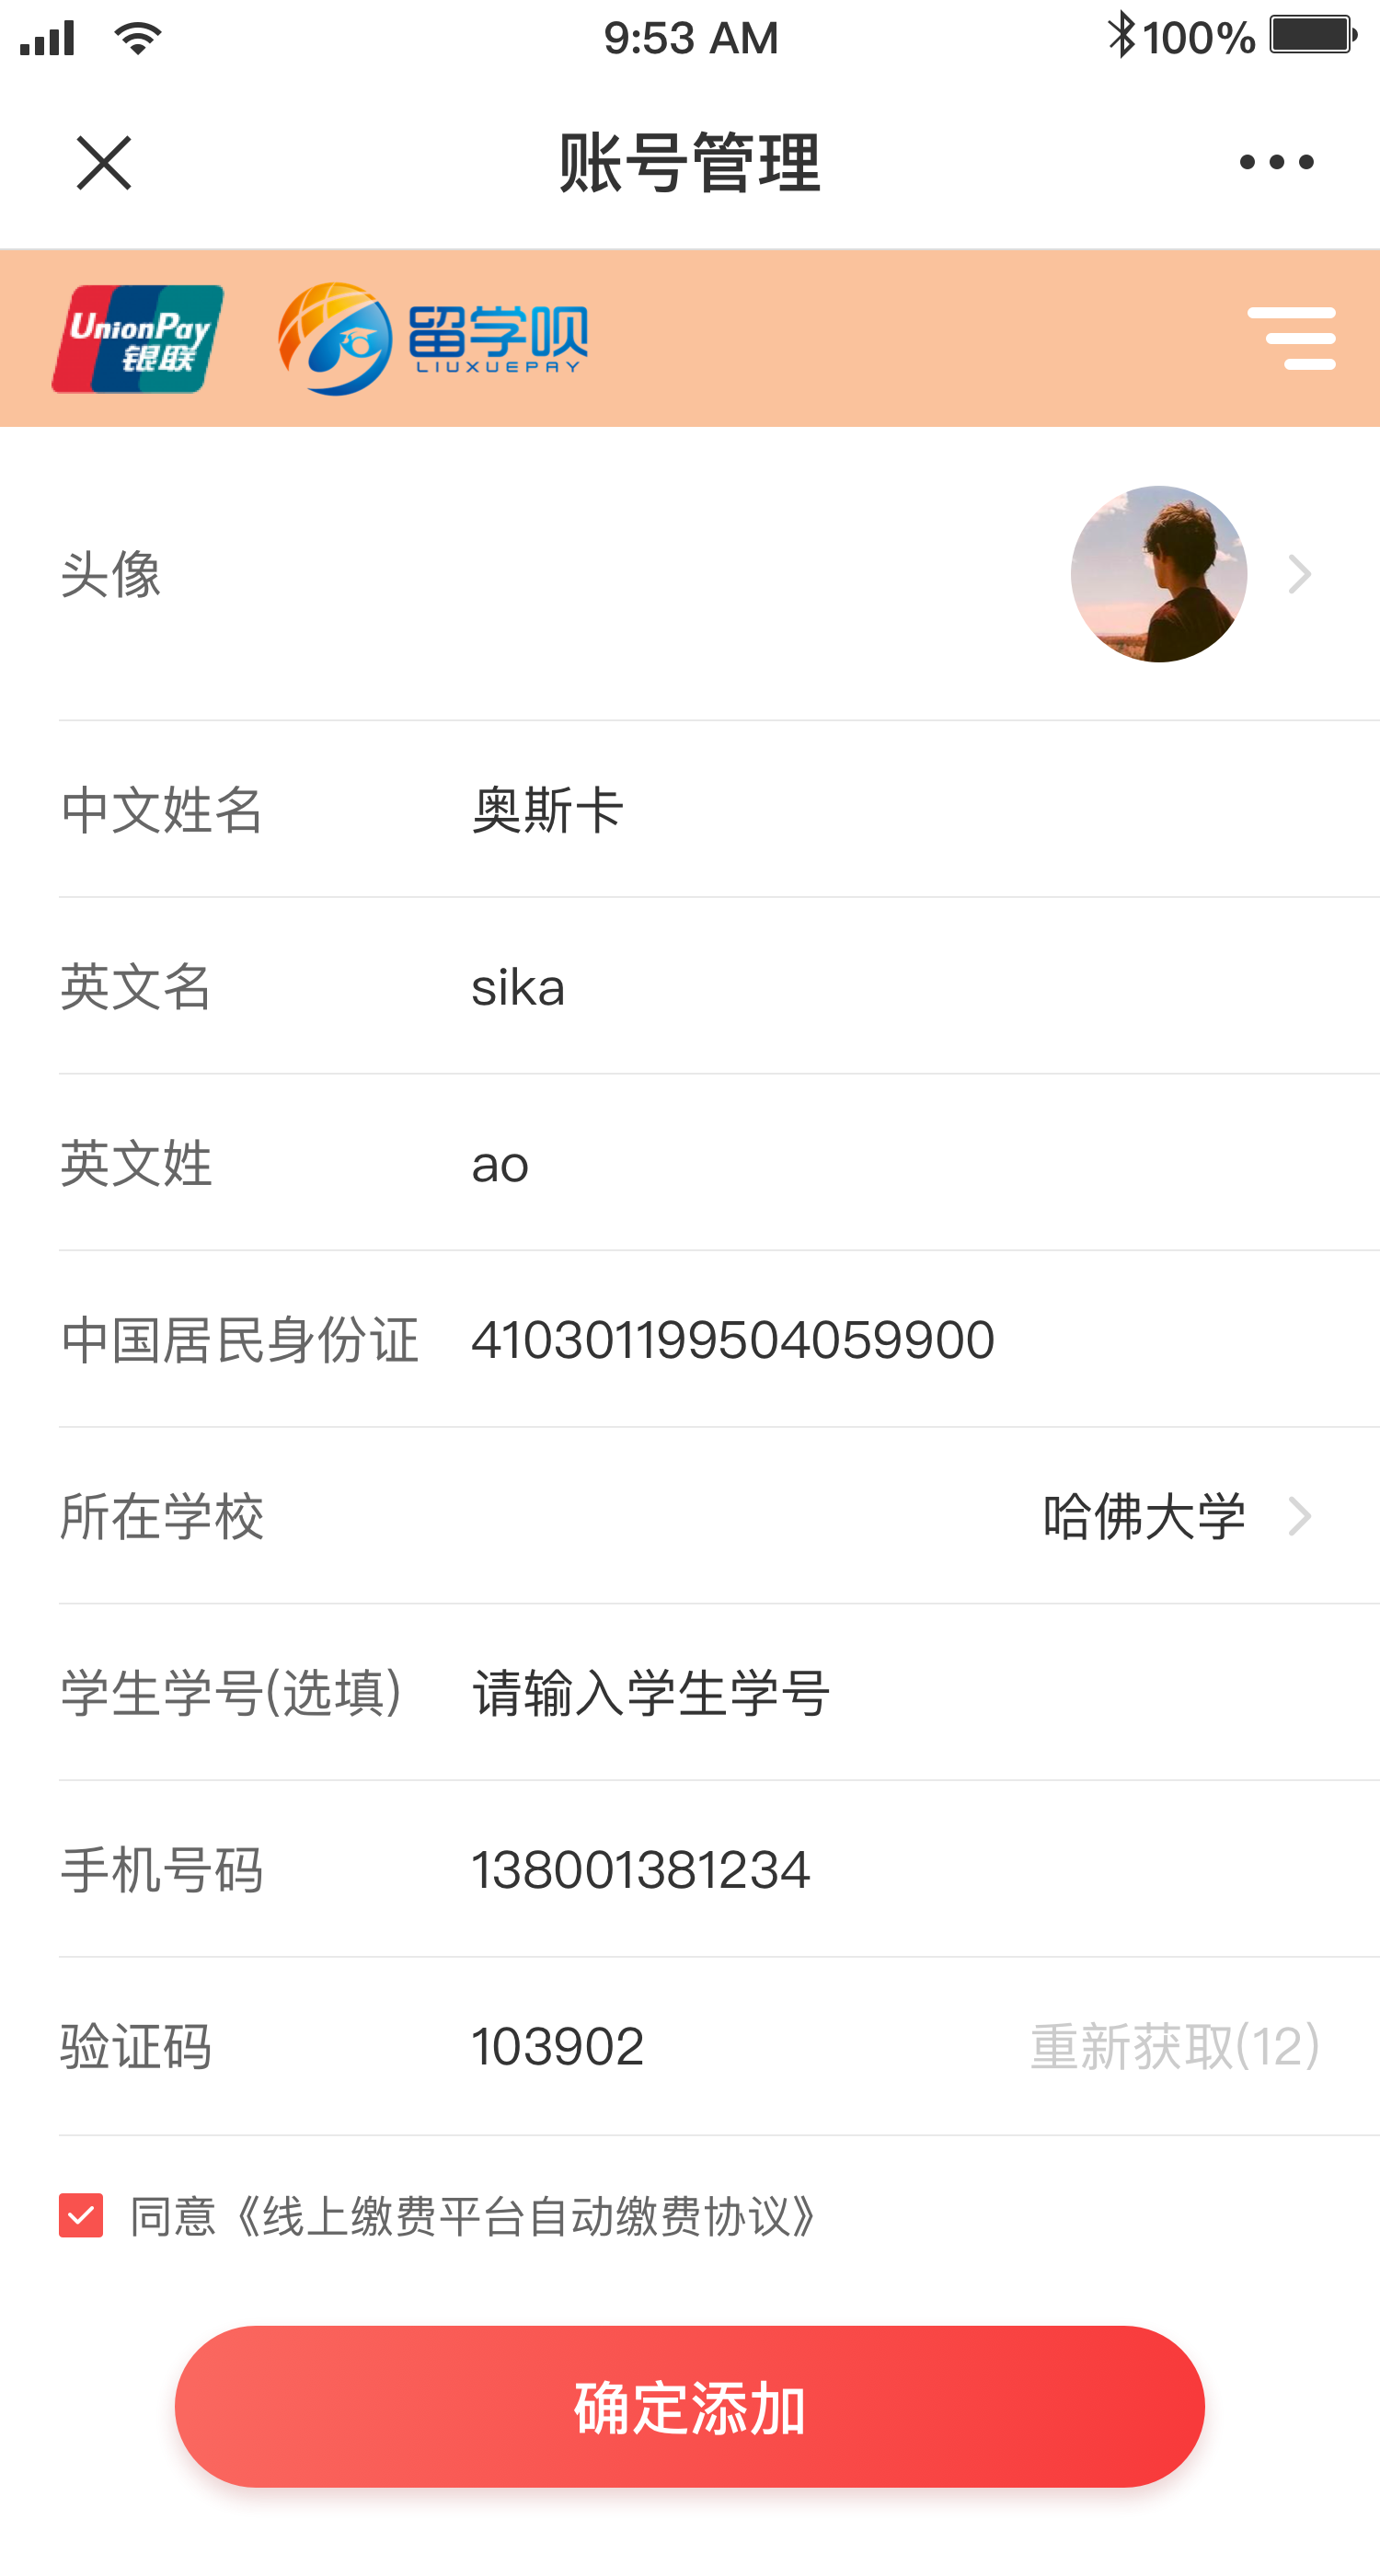 9:53 AM
100%
账号管理
UnionPay
银联
留学呗
LIUXUEPAY
头像
中文姓名 奥斯卡
英文名 sika
英文姓 ao
中国居民身份证 410301199504059900
所在学校 哈佛大学
学生学号(选填) 请输入学生学号
手机号码 138001381234
验证码 103902 重新获取(12)
同意《线上缴费平台自动缴费协议》
确定添加